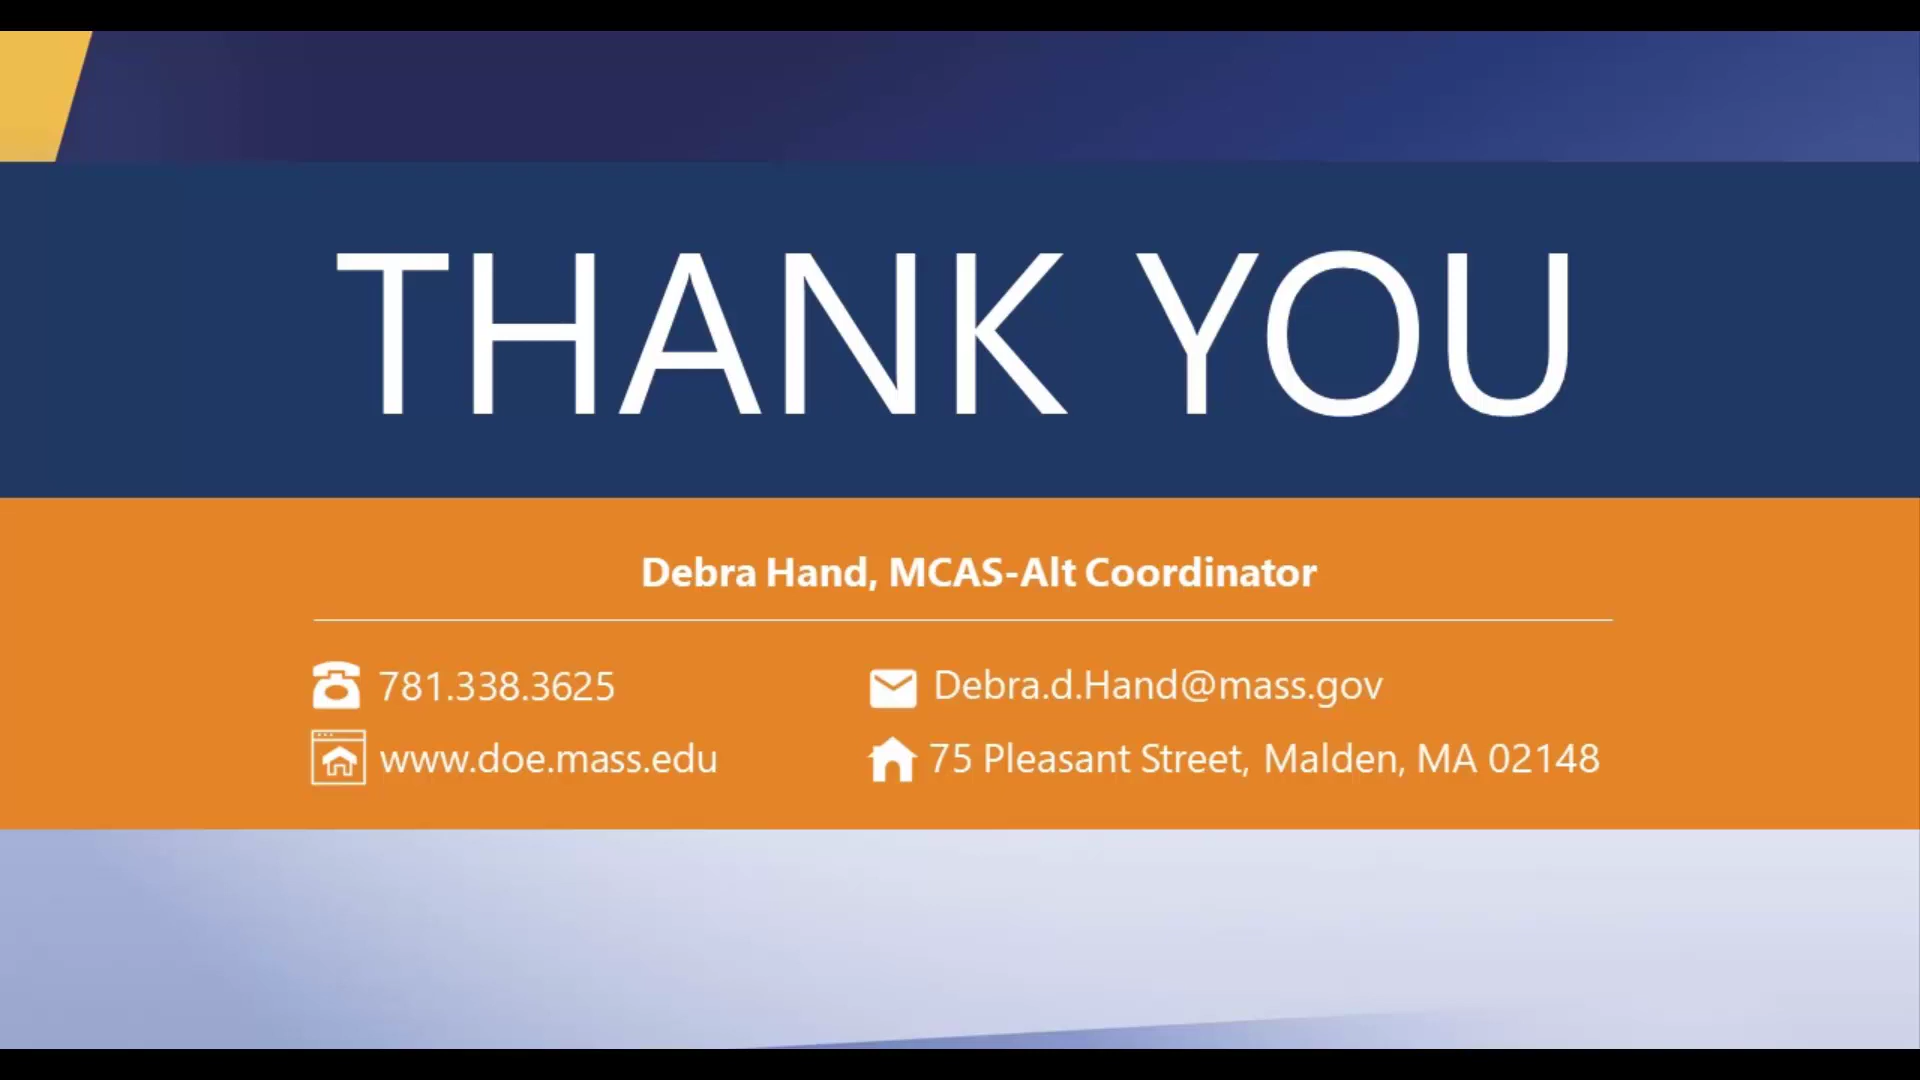 THANK YOU
Debra Hand, MCAS-Alt Coordinator
781.338.3625
Debra.d.Hand@mass.gov
www.doe.mass.edu
75 Pleasant Street, Malden, MA 02148